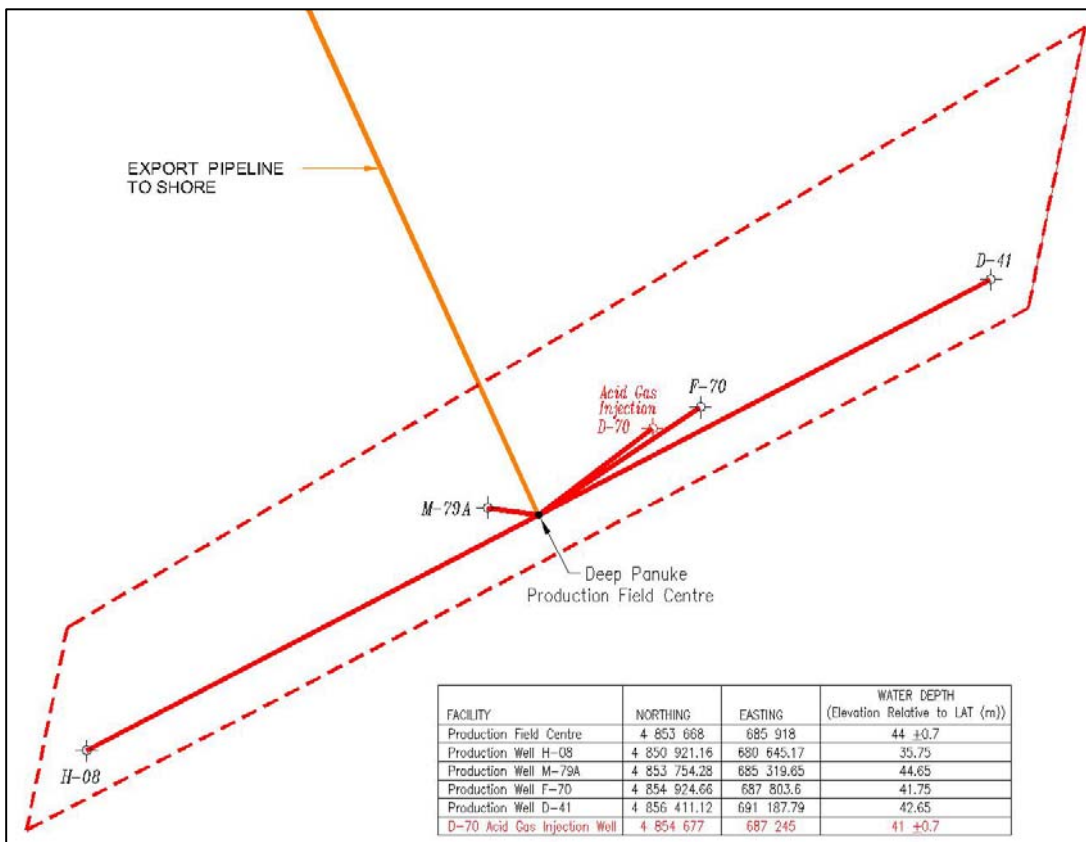 EXPORT PIPELINE
TO SHORE
D-41
Acid Gas
Injection
D-70
F-70
M-79A
Deep Panuke
Production Field Centre
H-08
FACILITY NORTHING EASTING WATER DEPTH
(Elevation Relative to LAT (m))
Production Field Centre 4 853 668 685 918 44 ±0.7
Production Well H-08 4 850 921.16 680 645.17 35.75
Production Well M-79A 4 853 754.28 685 319.65 44.65
Production Well F-70 4 854 924.66 687 803.6 41.75
Production Well D-41 4 856 411.12 691 187.79 42.65
D-70 Acid Gas Injection Well 4 854 677 687 245 41 ±0.7